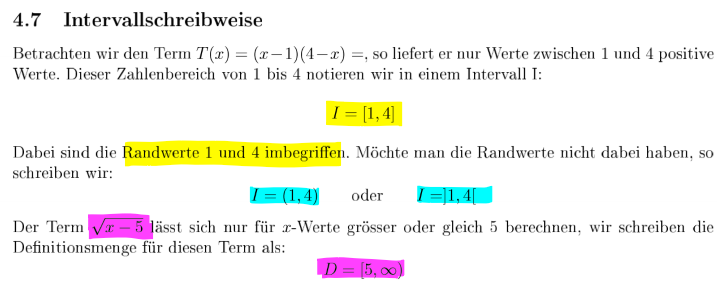 4.7 Intervallschreibweise
Betrachten wir den Term T(x) = (x−1)(4−x) =, so liefert er nur Werte zwischen 1 und 4 positive
Werte. Dieser Zahlenbereich von 1 bis 4 notieren wir in einem Intervall I:
I = [1, 4]
Dabei sind die Randwerte 1 und 4 imbegriffen. Möchte man die Randwerte nicht dabei haben, so
schreiben wir:
I = (1, 4) oder I =]1, 4[
Der Term √x − 5 lässt sich nur für x-Werte grösser oder gleich 5 berechnen, wir schreiben die
Definitionsmenge für diesen Term als:
D = [5, ∞)